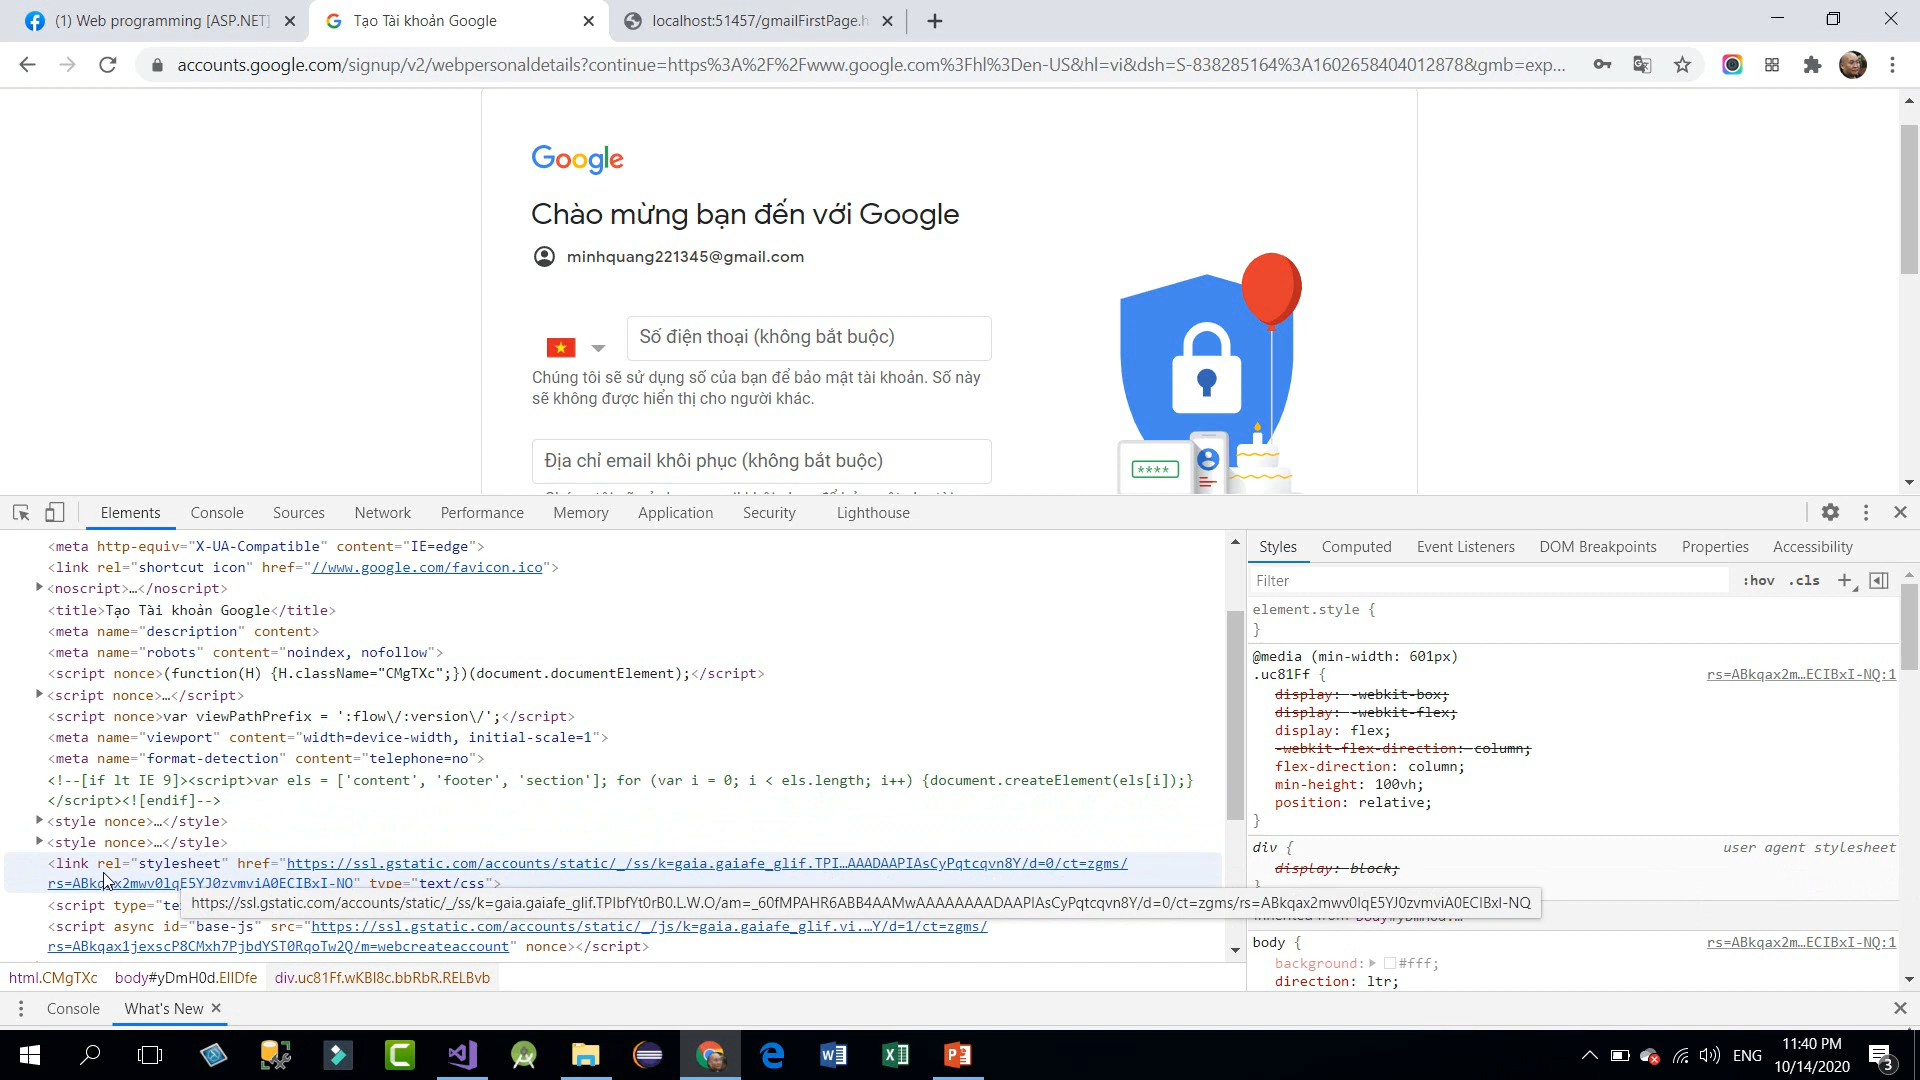 (1) Web programming [ASP.NET]
Tạo Tài khoản Google
localhost:51457/gmailFirstPage.h
accounts.google.com/signup/v2/webpersonaldetails?continue=https%3A%2F%2Fwww.google.com%3Fhl%3Den-US&hl=vi&dsh=S-838285164%3A1602658404012878&gmb=exp...
Google
Chào mừng bạn đến với Google
minhquang221345@gmail.com
Số điện thoại (không bắt buộc)
Chúng tôi sẽ sử dụng số của bạn để bảo mật tài khoản. Số này
sẽ không được hiển thị cho người khác.
Địa chỉ email khôi phục (không bắt buộc)
****
Elements Console Sources Network Performance Memory Application Security Lighthouse
<meta http-equiv="X-UA-Compatible" content="IE=edge">
<link rel="shortcut icon" href="//www.google.com/favicon.ico">
<noscript>…</noscript>
<title>Tạo Tài khoản Google</title>
<meta name="description" content>
<meta name="robots" content="noindex, nofollow">
<script nonce>(function(H) {H.className="CMgTXc";})(document.documentElement);</script>
<script nonce>…</script>
<script nonce>var viewPathPrefix = ':flow\/:version\/';</script>
<meta name="viewport" content="width=device-width, initial-scale=1">
<meta name="format-detection" content="telephone=no">
<!--[if lt IE 9]><script>var els = ['content', 'footer', 'section']; for (var i = 0; i < els.length; i++) {document.createElement(els[i]);}
</script><![endif]-->
<style nonce>…</style>
<style nonce>…</style>
<link rel="stylesheet" href="https://ssl.gstatic.com/accounts/static/_/ss/k=gaia.gaiafe_glif.TPI…AAADAAPIAsCyPqtcqvn8Y/d=0/ct=zgms/
rs=ABkqax2mwv0lqE5YJ0zvmviA0ECIBxI-NQ" type="text/css">
https://ssl.gstatic.com/accounts/static/_/ss/k=gaia.gaiafe_glif.TPIbfYt0rB0.L.W.O/am=_60fMPAHR6ABB4AAMwAAAAAAAADAAPIAsCyPqtcqvn8Y/d=0/ct=zgms/rs=ABkqax2mwv0lqE5YJ0zvmviA0ECIBxI-NQ
<script type="te
<script async id="base-js" src="https://ssl.gstatic.com/accounts/static/_/js/k=gaia.gaiafe_glif.vi.…Y/d=1/ct=zgms/
rs=ABkqax1jexscP8CMxh7PjbdYST0RqoTw2Q/m=webcreateaccount" nonce></script>
html.CMgTXc body#yDmH0d.EIlDfe div.uc81Ff.wKBl8c.bbRbR.RELBvb
Styles Computed Event Listeners DOM Breakpoints Properties Accessibility
Filter :hov .cls +
element.style {
}
@media (min-width: 601px)
.uc81Ff { rs=ABkqax2m…ECIBxI-NQ:1
display: -webkit-box;
display: -webkit-flex;
display: flex;
-webkit-flex-direction: column;
flex-direction: column;
min-height: 100vh;
position: relative;
}
div { user agent stylesheet
display: block;
}
body { rs=ABkqax2m…ECIBxI-NQ:1
background: #fff;
direction: ltr;
Console What's New
ENG
11:40 PM
10/14/2020
3